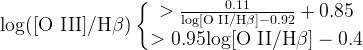 log([O III]/Hβ) { > 0.11 / (log[O II/Hβ]−0.92) + 0.85
> 0.95log[O II/Hβ] − 0.4